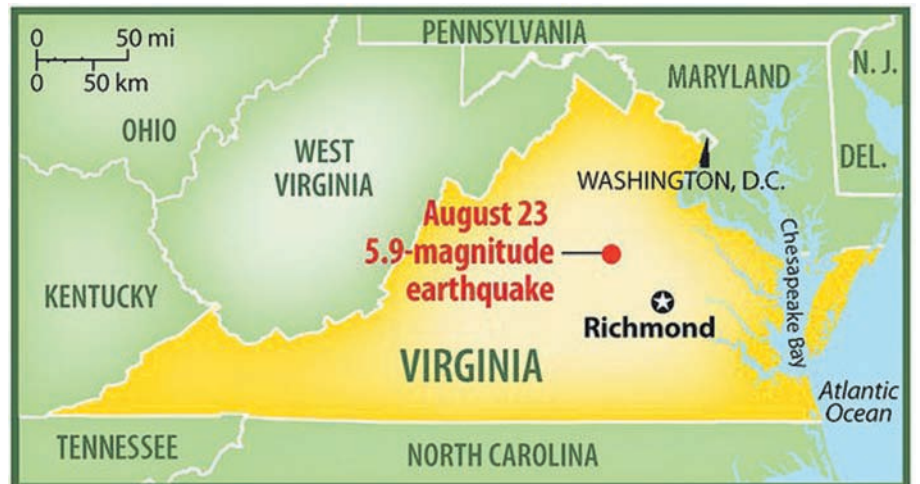 0 50 mi
0 50 km
PENNSYLVANIA
MARYLAND
N. J.
OHIO
WEST
VIRGINIA
DEL.
WASHINGTON, D.C.
August 23
5.9-magnitude
earthquake
Chesapeake Bay
KENTUCKY
Richmond
VIRGINIA
Atlantic
Ocean
TENNESSEE
NORTH CAROLINA